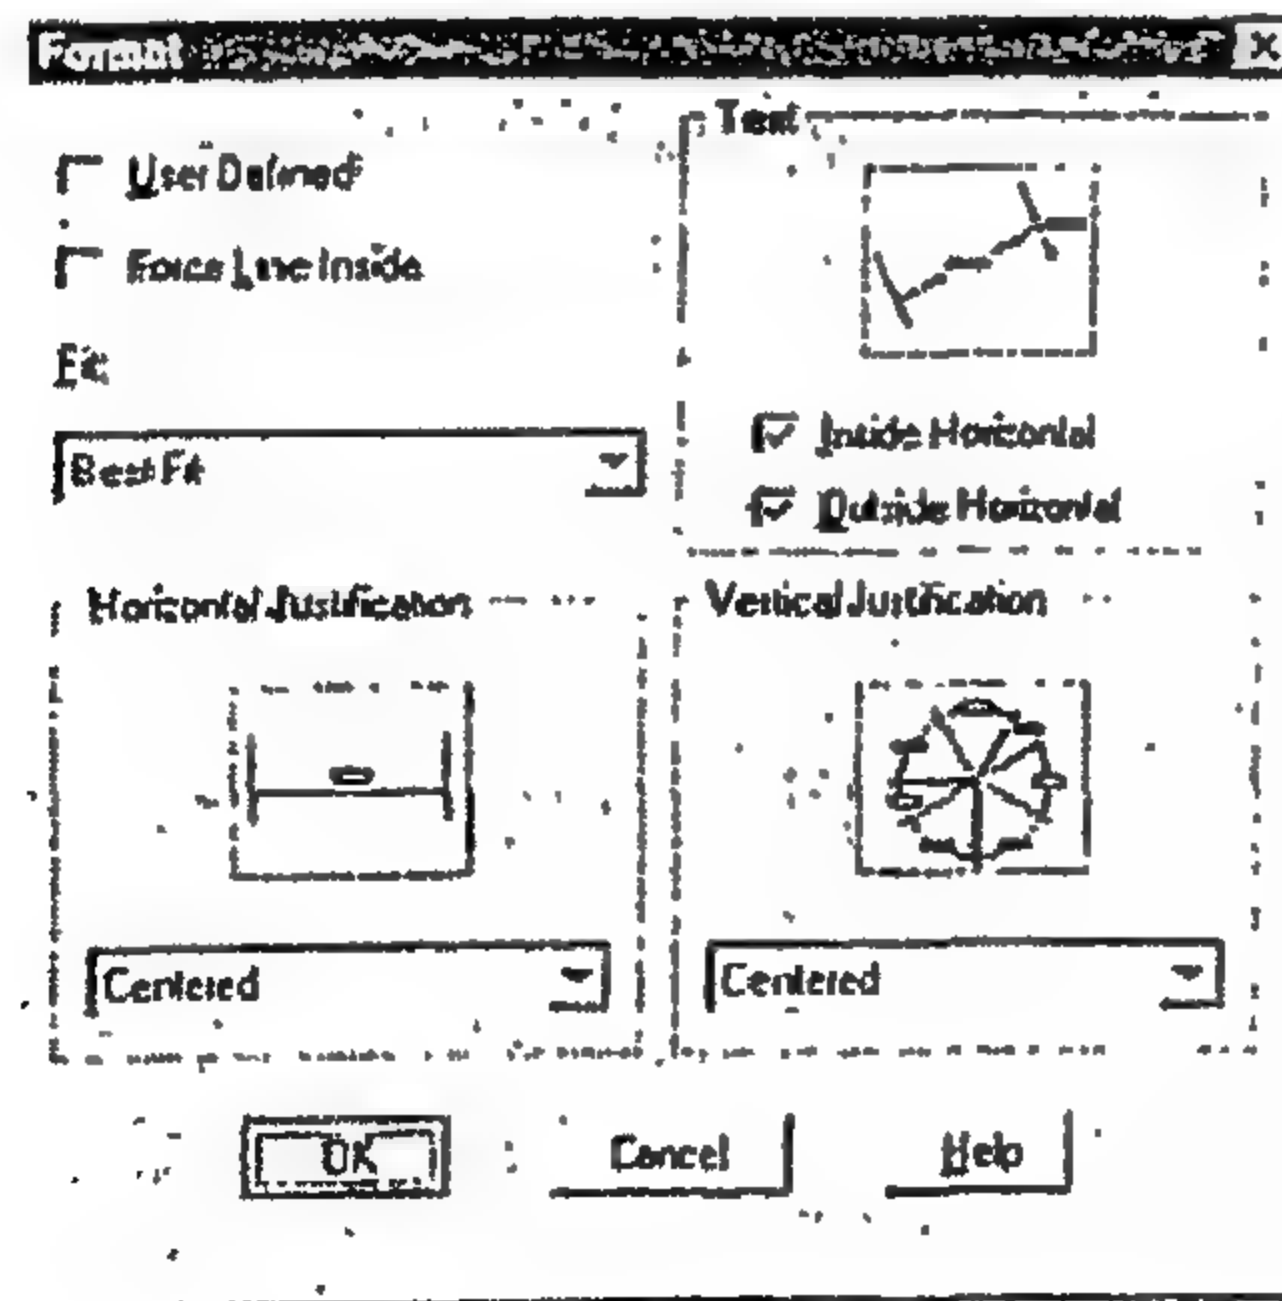 Format
User Defined
Force Line Inside
Fit:
Best Fit
Text
Inside Horizontal
Outside Horizontal
Horizontal Justification
Centered
Vertical Justification
Centered
OK
Cancel
Help